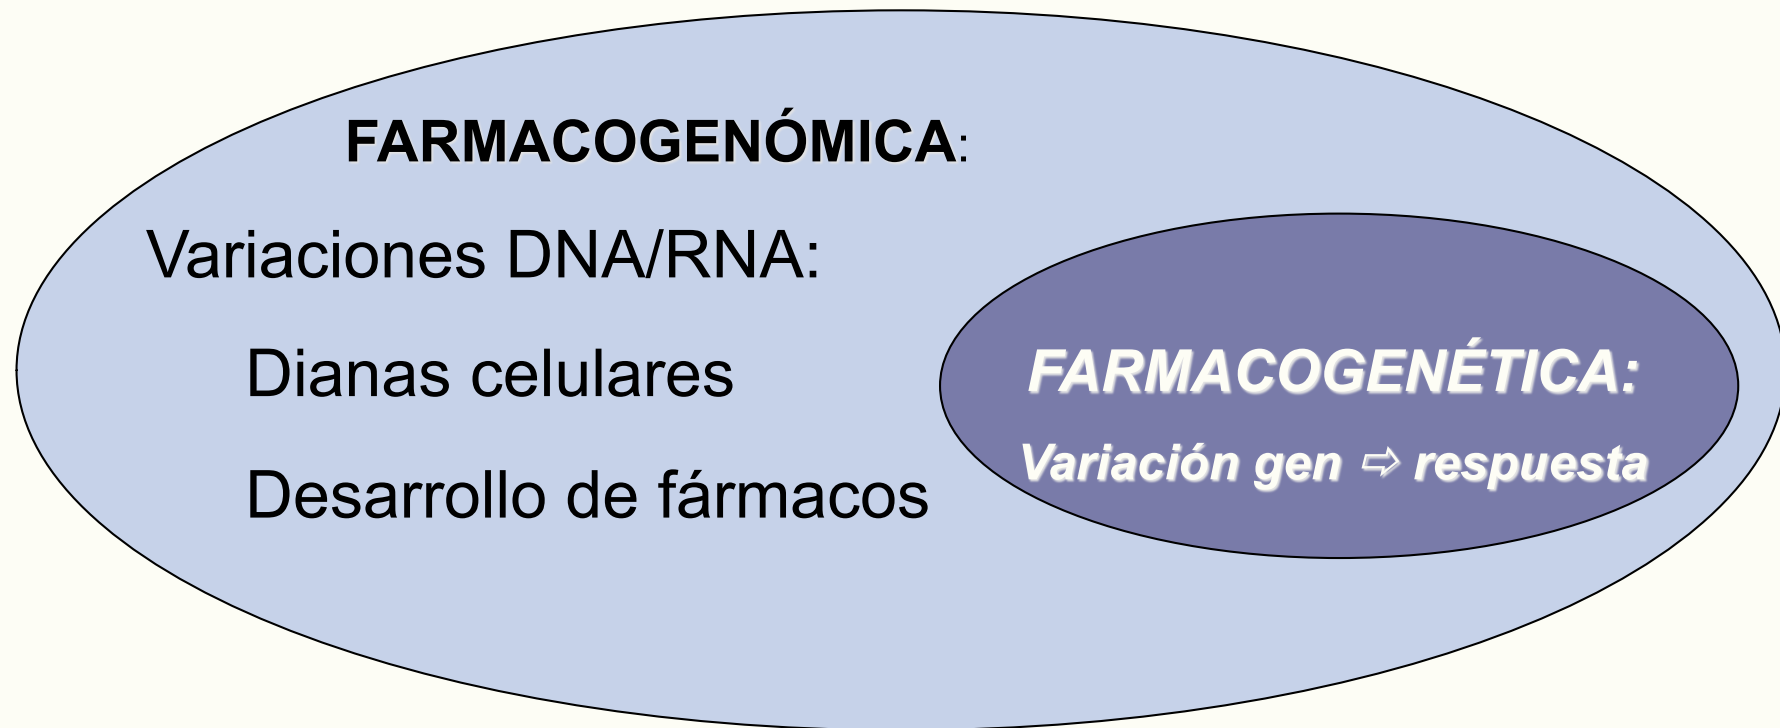 FARMACOGENÓMICA:
Variaciones DNA/RNA:
Dianas celulares
Desarrollo de fármacos
FARMACOGENÉTICA:
Variación gen ⇨ respuesta